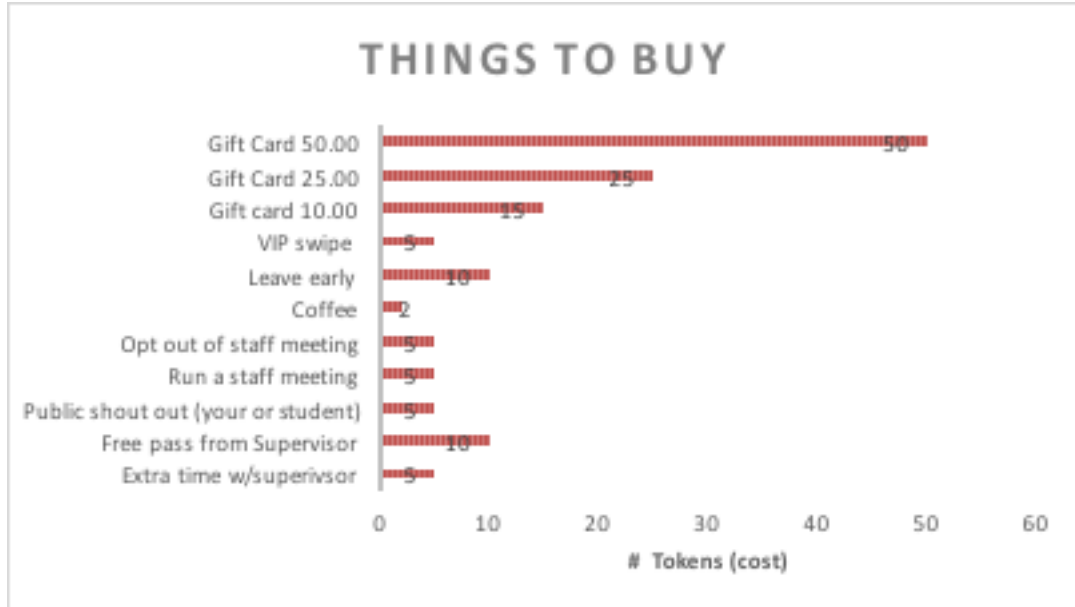 THINGS TO BUY
Gift Card 50.00
50
Gift Card 25.00
25
Gift card 10.00
15
VIP swipe
5
Leave early
10
Coffee
2
Opt out of staff meeting
5
Run a staff meeting
5
Public shout out (your or student)
5
Free pass from Supervisor
10
Extra time w/superivsor
5
0 10 20 30 40 50 60
# Tokens (cost)